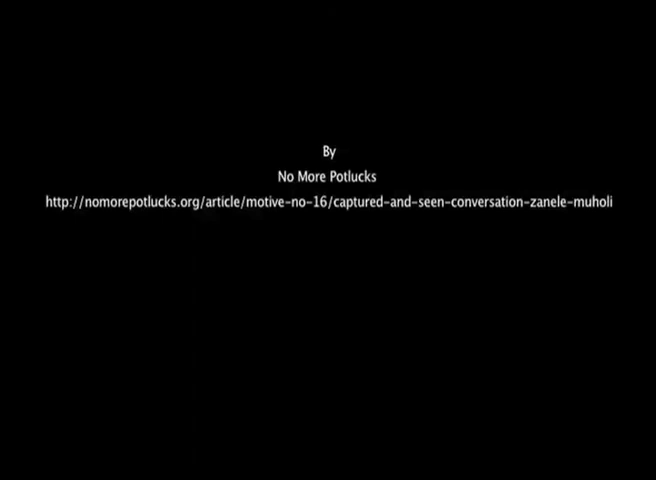 By
No More Potlucks
http://nomorepotlucks.org/article/motive-no-16/captured-and-seen-conversation-zanele-muholi